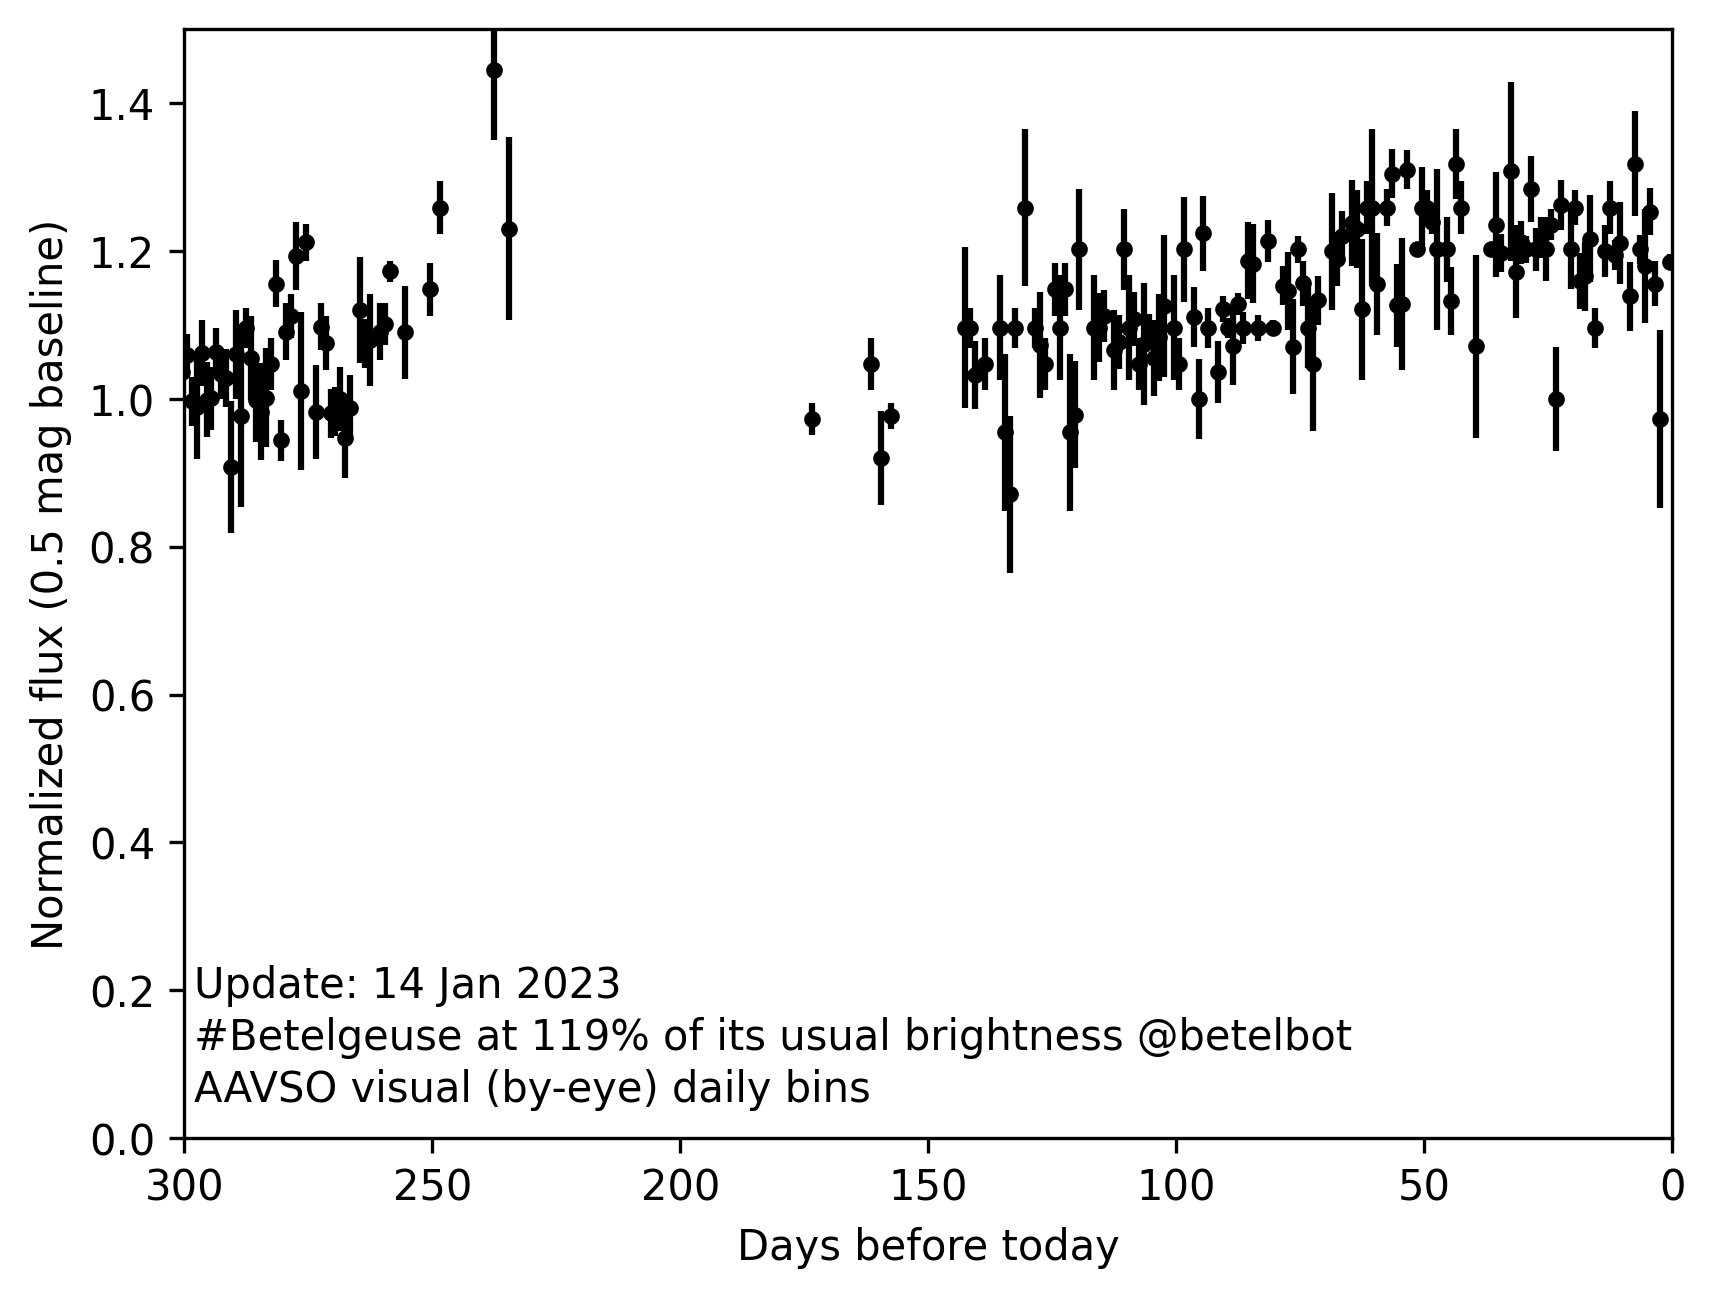 1.4
1.2
1.0
0.8
0.6
0.4
0.2
0.0
Normalized flux (0.5 mag baseline)
Update: 14 Jan 2023
#Betelgeuse at 119% of its usual brightness @betelbot
AAVSO visual (by-eye) daily bins
300 250 200 150 100 50 0
Days before today